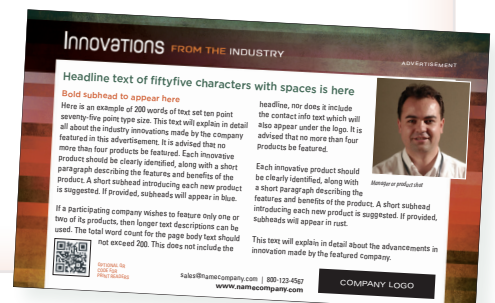 Innovations FROM THE INDUSTRY
ADVERTISEMENT
Headline text of fiftyfive characters with spaces is here
Bold subhead to appear here
Here is an example of 200 words of text set ten point
seventy-five point type size. This text will explain in detail
all about the industry innovations made by the company
featured in this advertisement. It is advised that no
more than four products be featured. Each innovative
product should be clearly identified, along with a short
paragraph describing the features and benefits of the
product. A short subhead introducing each new product
is suggested. If provided, subheads will appear in blue.
If a participating company wishes to feature only one or
two of its products, then longer text descriptions can be
used. The total word count for the page body text should
not exceed 200. This does not include the
headline, nor does it include
the contact info text which will
also appear under the logo. It is
advised that no more than four
products be featured.
Each innovative product should
be clearly identified, along with
a short paragraph describing the
features and benefits of the product. A short subhead
introducing each new product is suggested. If provided,
subheads will appear in rust.
This text will explain in detail about the advancements in
innovation made by the featured company.
Manager or product shot
OPTIONAL QR
CODE FOR
PRINT READERS
sales@namecompany.com | 800-123-4567
www.namecompany.com
COMPANY LOGO